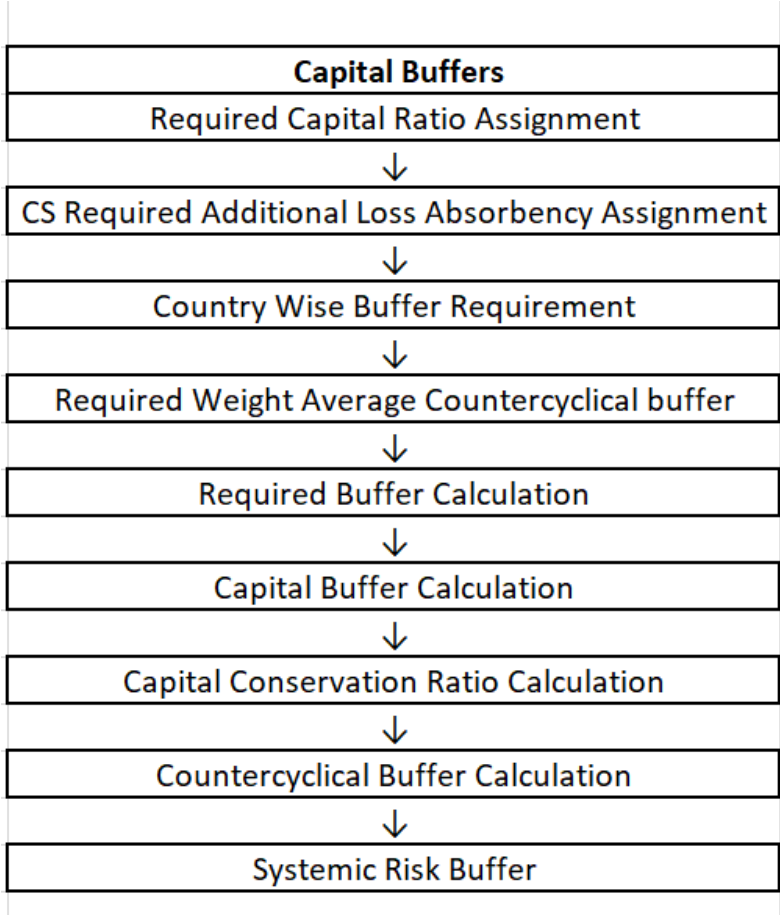 Capital Buffers
Required Capital Ratio Assignment
↓
CS Required Additional Loss Absorbency Assignment
↓
Country Wise Buffer Requirement
↓
Required Weight Average Countercyclical buffer
↓
Required Buffer Calculation
↓
Capital Buffer Calculation
↓
Capital Conservation Ratio Calculation
↓
Countercyclical Buffer Calculation
↓
Systemic Risk Buffer